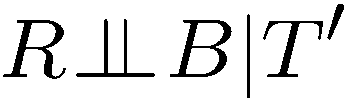 R ⫫ B | T′